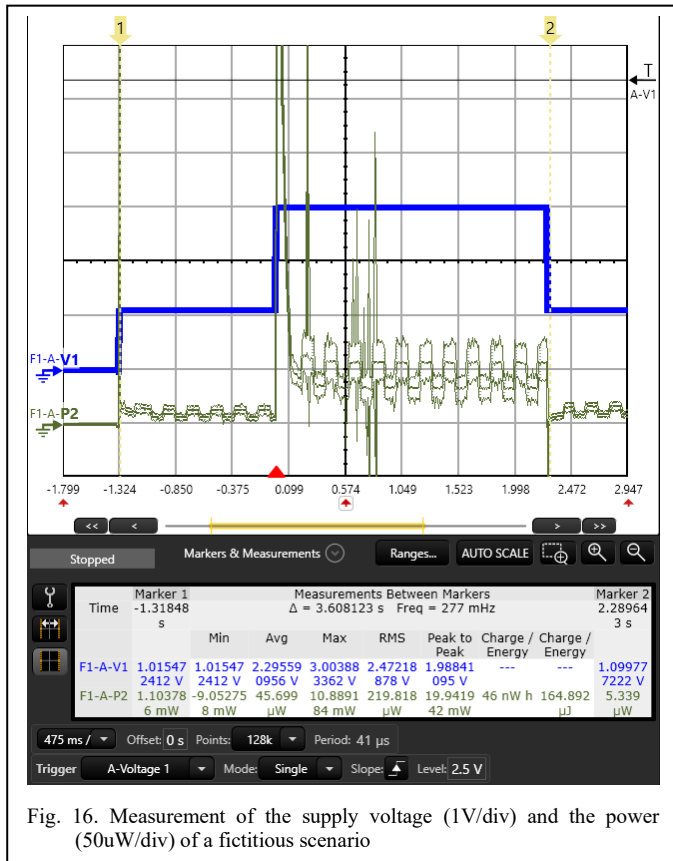 1
2
T
A-V1
F1-A-V1
F1-A-P2
-1.799 -1.324 -0.850 -0.375 0.099 0.574 1.049 1.523 1.998 2.472 2.947
<< < > >>
Stopped Markers & Measurements Ranges... AUTO SCALE
Marker 1 Measurements Between Markers Marker 2
Time -1.31848 Δ = 3.608123 s Freq = 277 mHz 2.28964
s 3 s
Min Avg Max RMS Peak to Charge / Charge /
Peak Energy Energy
F1-A-V1 1.01547 1.01547 2.29559 3.00388 2.47218 1.98841 --- --- 1.09977
2412 V 2412 V 0956 V 3362 V 878 V 095 V 7222 V
F1-A-P2 1.10378 -9.05275 45.699 10.8891 219.818 19.9419 46 nW h 164.892 5.339
6 mW 8 mW µW 84 mW µW 42 mW µJ µW
475 ms / Offset: 0 s Points: 128k Period: 41 µs
Trigger A-Voltage 1 Mode: Single Slope: Level: 2.5 V
Fig. 16. Measurement of the supply voltage (1V/div) and the power
(50uW/div) of a fictitious scenario